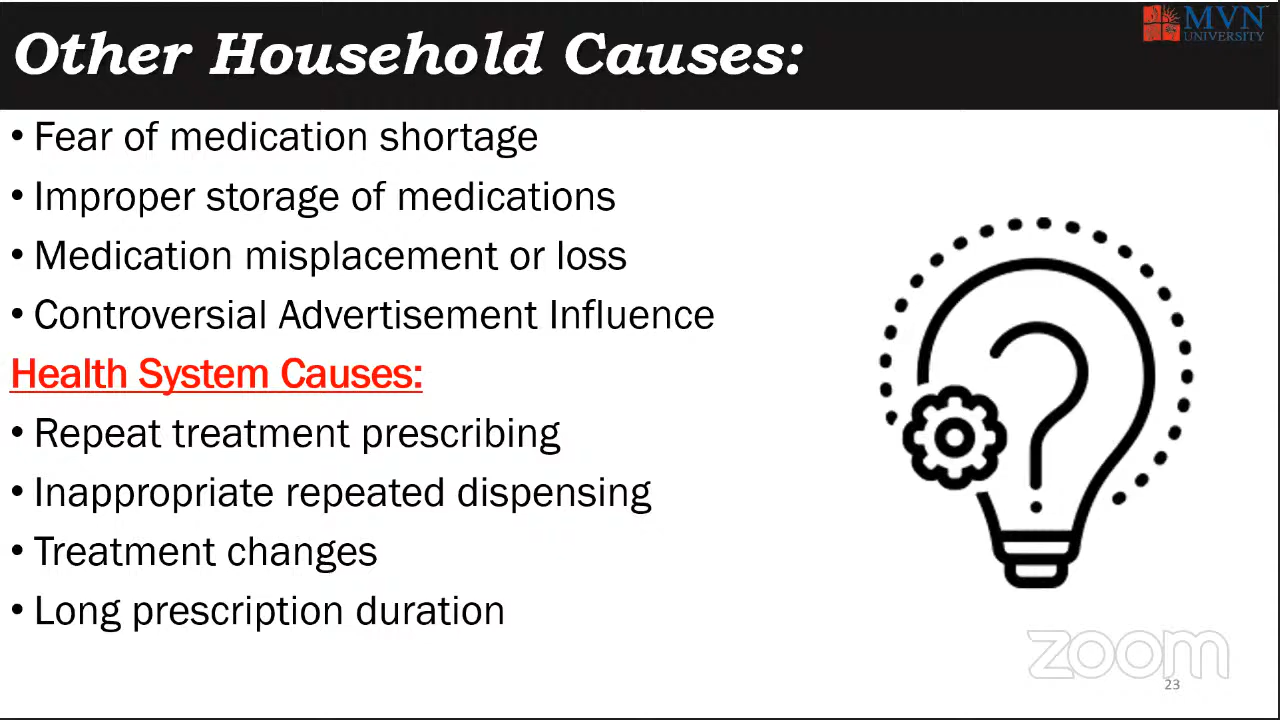 MVN
UNIVERSITY
Other Household Causes:
• Fear of medication shortage
• Improper storage of medications
• Medication misplacement or loss
• Controversial Advertisement Influence
Health System Causes:
• Repeat treatment prescribing
• Inappropriate repeated dispensing
• Treatment changes
• Long prescription duration
zoom
23